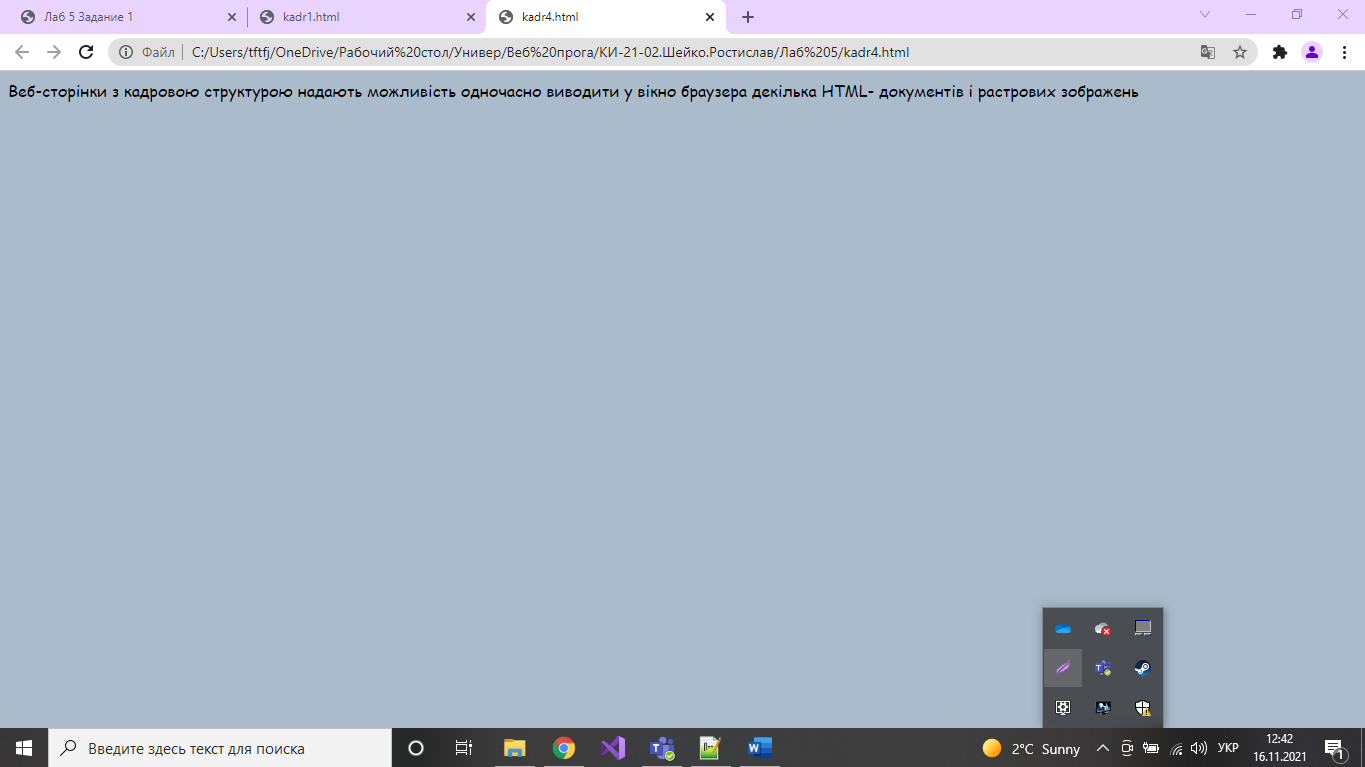 Лаб 5 Задание 1
kadr1.html
kadr4.html
Файл C:/Users/tftfj/OneDrive/Рабочий%20стол/Универ/Веб%20прога/КИ-21-02.Шейко.Ростислав/Лаб%205/kadr4.html
Веб-сторінки з кадровою структурою надають можливість одночасно виводити у вікно браузера декілька HTML- документів і растрових зображень
Введите здесь текст для поиска
2°C Sunny
УКР
12:42
16.11.2021
1